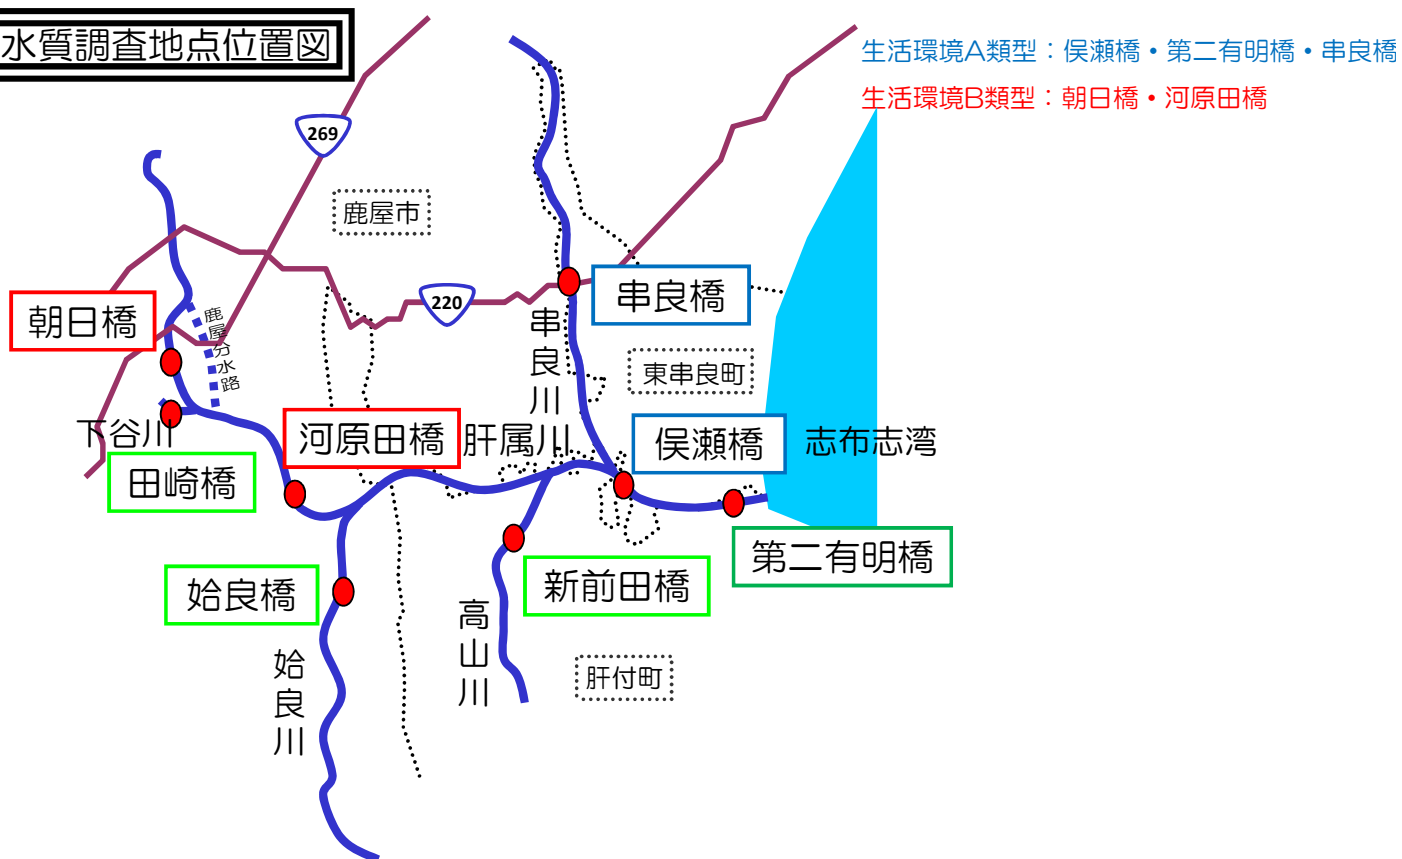 水質調査地点位置図
生活環境A類型：俣瀬橋・第二有明橋・串良橋
生活環境B類型：朝日橋・河原田橋
269
鹿屋市
朝日橋
鹿屋分水路
220
串良橋
串良川
東串良町
下谷川
田崎橋
河原田橋
肝属川
俣瀬橋
志布志湾
第二有明橋
姶良橋
新前田橋
高山川
姶良川
肝付町